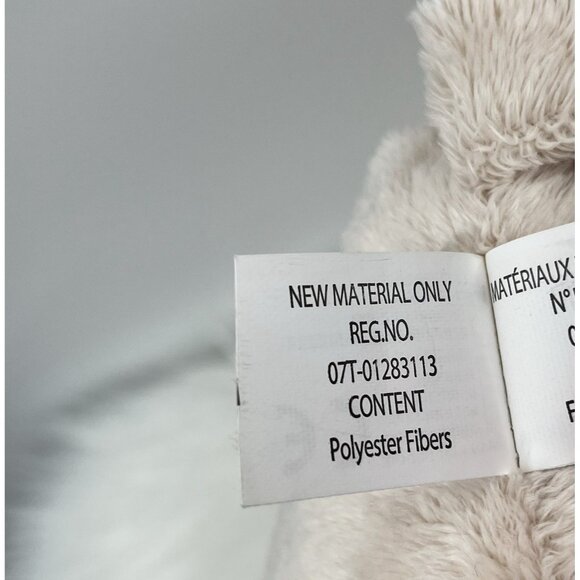 NEW MATERIAL ONLY
REG.NO.
07T-01283113
CONTENT
Polyester Fibers
MATÉRIAUX
N°